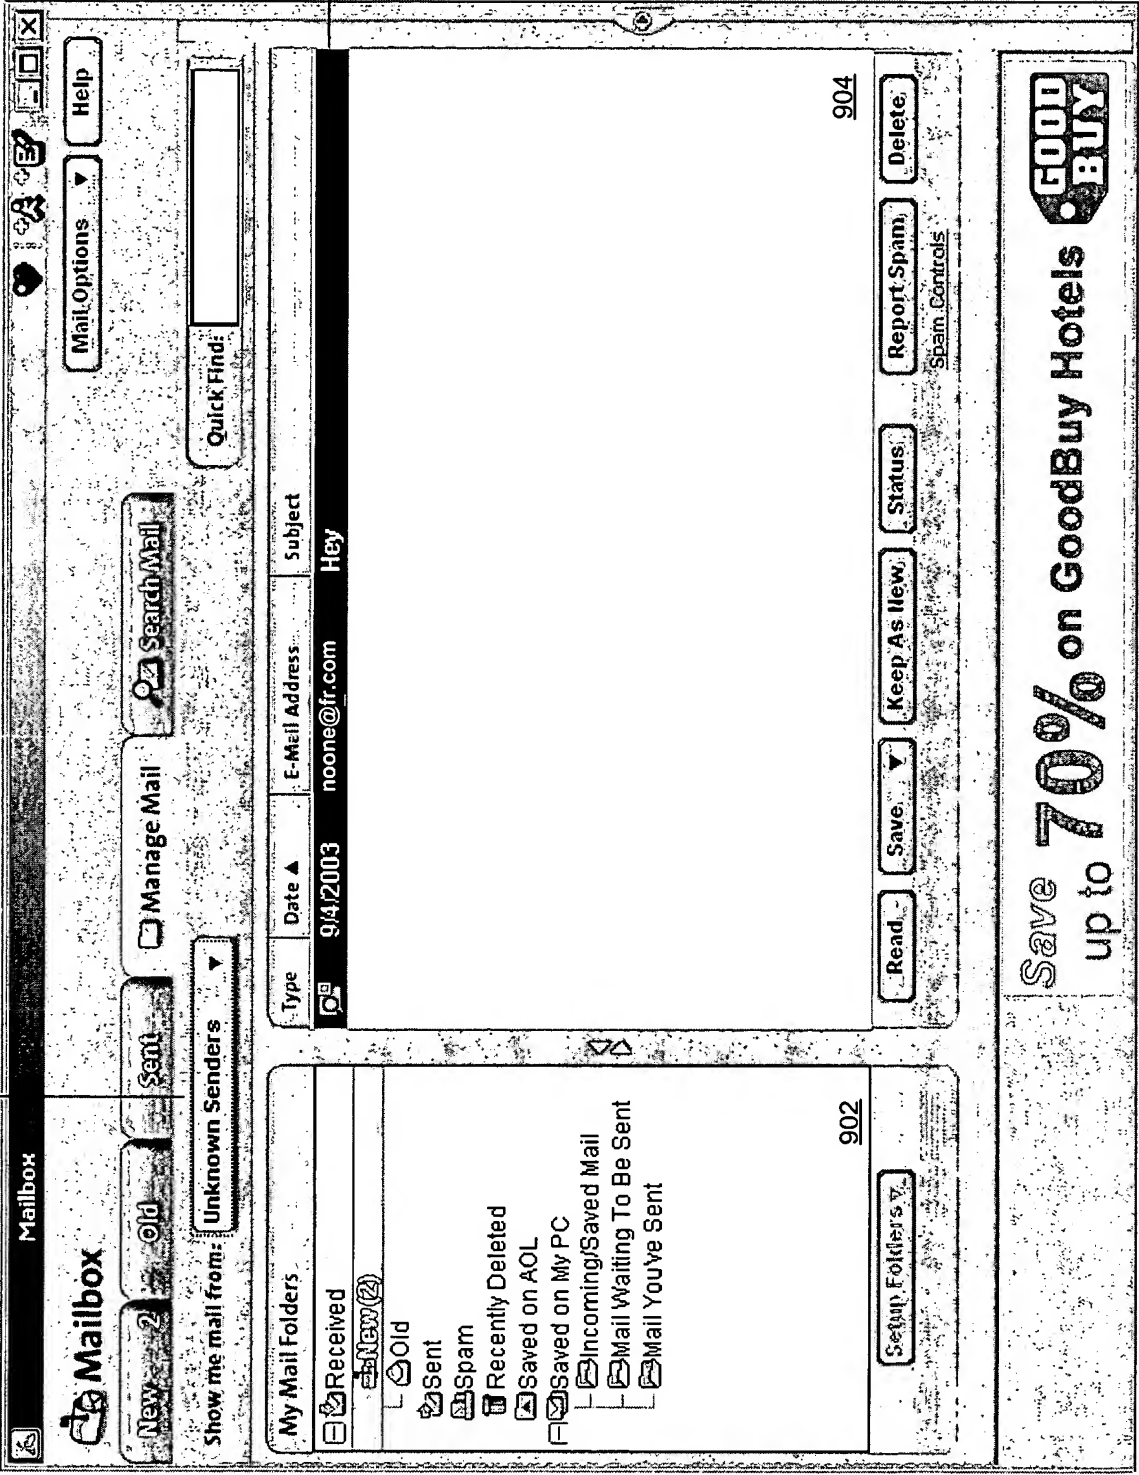 Mailbox
Mailbox
Mail Options ▼ Help
New 2 Old Sent Manage Mail Search Mail
Show me mail from: Unknown Senders ▼ Quick Find:
My Mail Folders
Received
New (2)
Old
Sent
Spam
Recently Deleted
Saved on AOL
Saved on My PC
Incoming/Saved Mail
Mail Waiting To Be Sent
Mail You've Sent
902
Setup Folders ▽
Type Date ▲ E-Mail Address Subject
9/4/2003 noone@fr.com Hey
904
Read Save ▼ Keep As New Status Report Spam Delete
Spam Controls
Save up to 70% on GoodBuy Hotels
GOOD
BUY